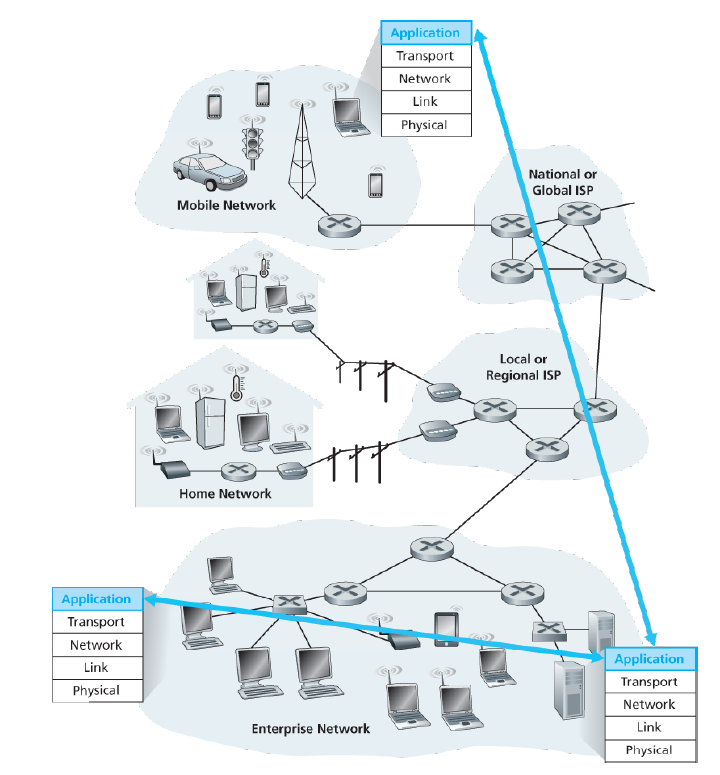 Application
Transport
Network
Link
Physical
National or
Global ISP
Mobile Network
Local or
Regional ISP
Home Network
Application
Transport
Network
Link
Physical
Enterprise Network
Application
Transport
Network
Link
Physical